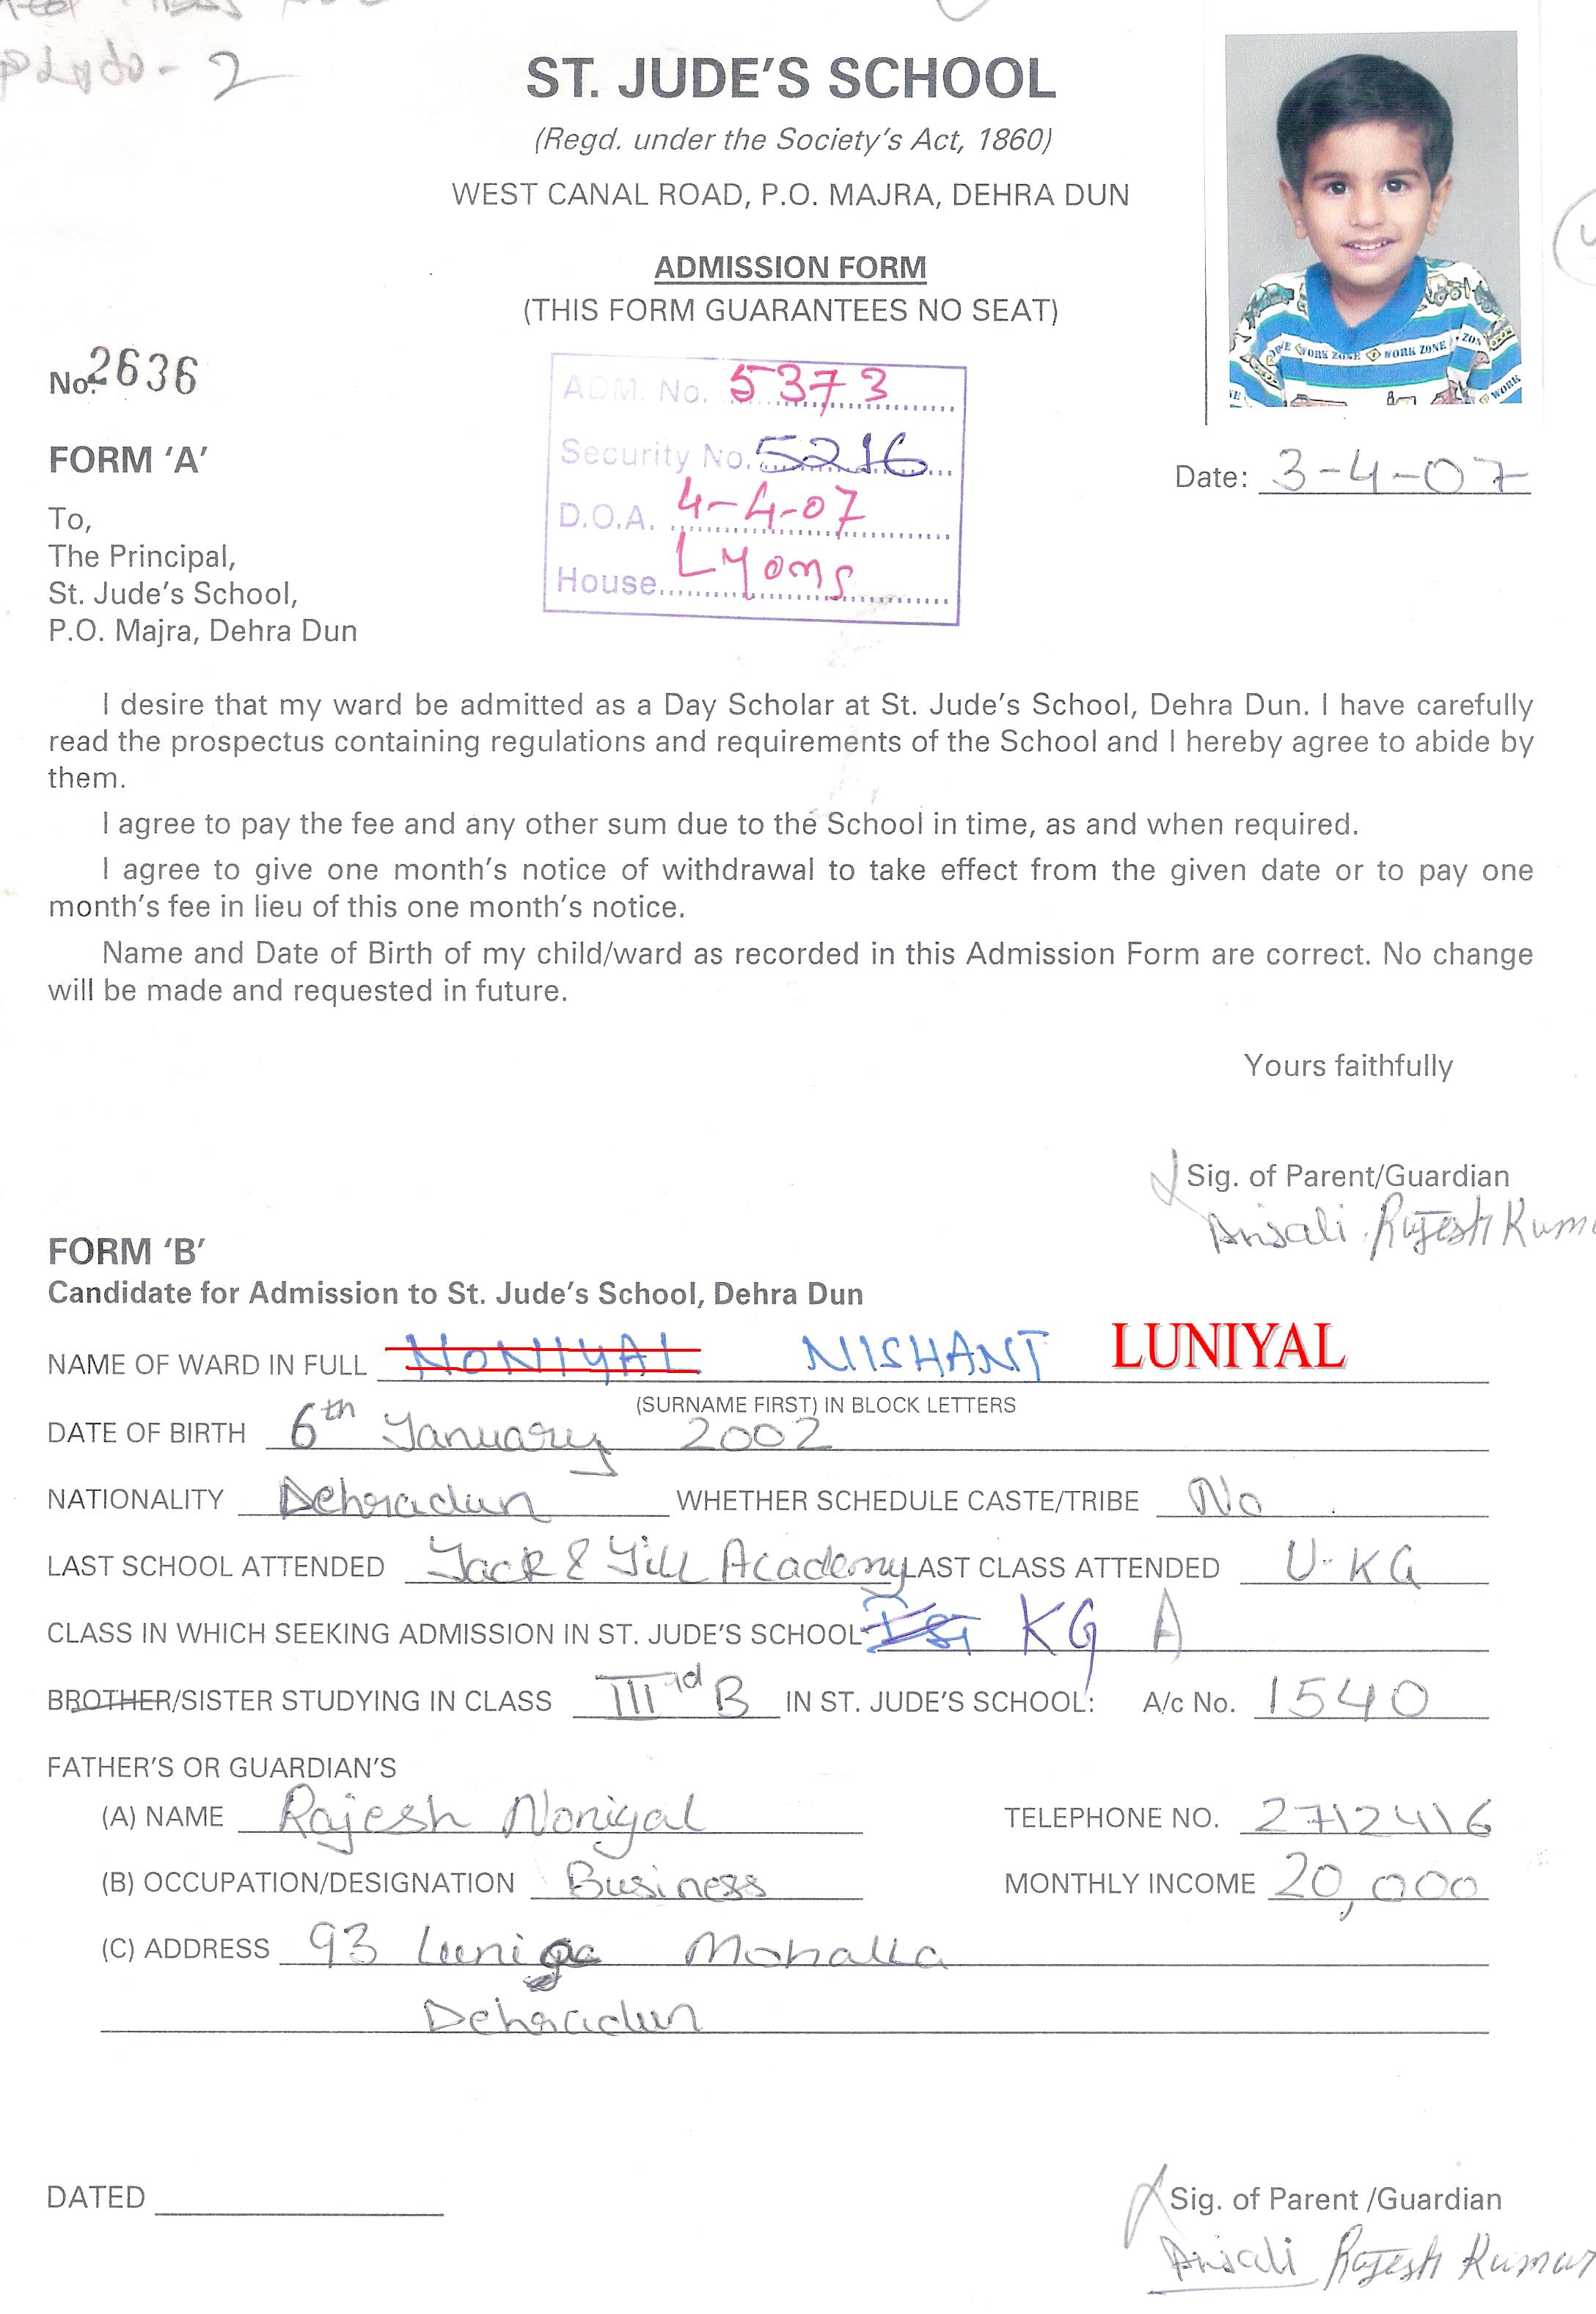 2
ST. JUDE'S SCHOOL
(Regd. under the Society's Act, 1860)
WEST CANAL ROAD, P.O. MAJRA, DEHRA DUN
ADMISSION FORM
(THIS FORM GUARANTEES NO SEAT)
WORK ZONE WORK ZONE
No. 2636
ADM. No. 5373
Security No. 5216
D.O.A. 4-4-07
House Lyons
FORM 'A'
Date: 3-4-07
To,
The Principal,
St. Jude's School,
P.O. Majra, Dehra Dun
I desire that my ward be admitted as a Day Scholar at St. Jude's School, Dehra Dun. I have carefully
read the prospectus containing regulations and requirements of the School and I hereby agree to abide by
them.
I agree to pay the fee and any other sum due to the School in time, as and when required.
I agree to give one month's notice of withdrawal to take effect from the given date or to pay one
month's fee in lieu of this one month's notice.
Name and Date of Birth of my child/ward as recorded in this Admission Form are correct. No change
will be made and requested in future.
Yours faithfully
Sig. of Parent/Guardian
Anjali Rajesh Kuma
FORM 'B'
Candidate for Admission to St. Jude's School, Dehra Dun
NAME OF WARD IN FULL NONIYAL NISHANT LUNIYAL
(SURNAME FIRST) IN BLOCK LETTERS
DATE OF BIRTH 6th January 2002
NATIONALITY Dehradun WHETHER SCHEDULE CASTE/TRIBE No
LAST SCHOOL ATTENDED Jack & Jill Academy LAST CLASS ATTENDED U.KG
CLASS IN WHICH SEEKING ADMISSION IN ST. JUDE'S SCHOOL Ist KG A
BROTHER/SISTER STUDYING IN CLASS III rd B IN ST. JUDE'S SCHOOL: A/c No. 1540
FATHER'S OR GUARDIAN'S
(A) NAME Rajesh Noniyal TELEPHONE NO. 2712416
(B) OCCUPATION/DESIGNATION Business MONTHLY INCOME 20,000
(C) ADDRESS 93 Mohalla
Dehradun
DATED
Sig. of Parent /Guardian
Anjali Rajesh Kumar